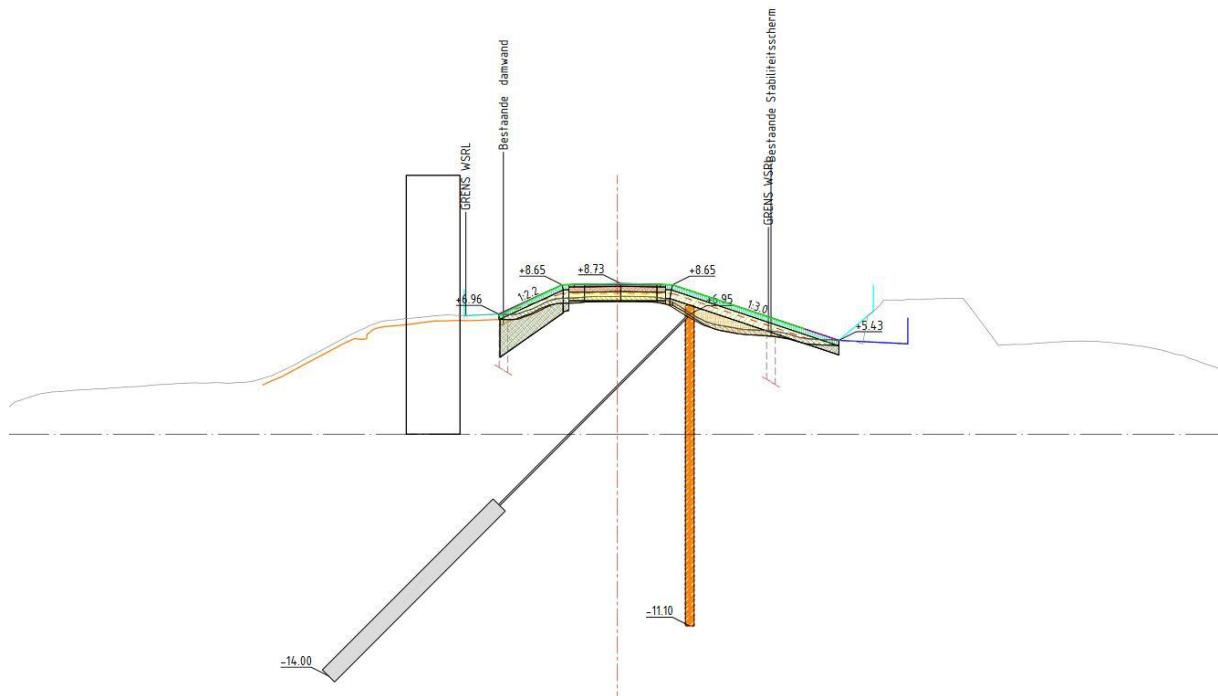 GRENS WSRL
Bestaande damwand
GRENS WSRL
Bestaande Stabiliteitsscherm
+8.65
+8.73
+8.65
+6.96
1:2.2
+6.95
1:3.0
+5.43
-11.10
-14.00